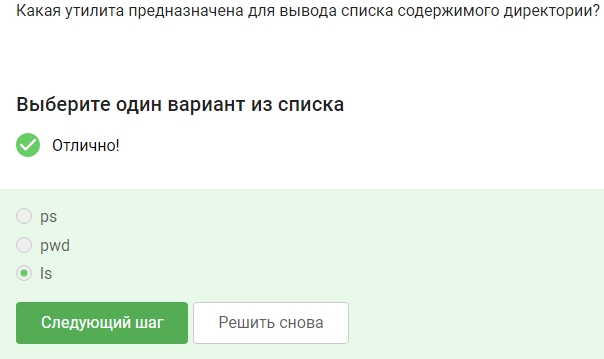 Какая утилита предназначена для вывода списка содержимого директории?
Выберите один вариант из списка
Отлично!
ps
pwd
ls
Следующий шаг
Решить снова